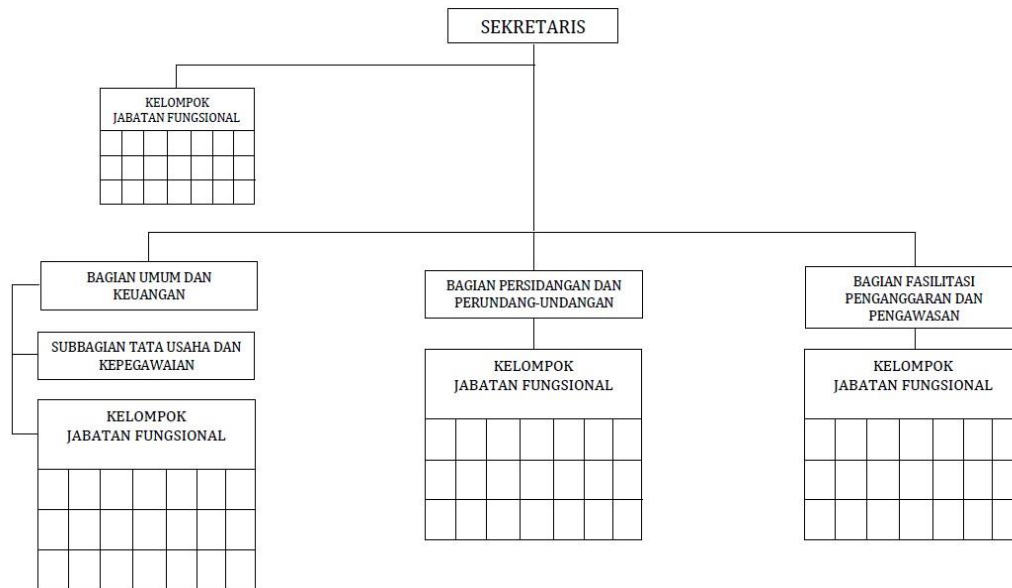 SEKRETARIS
KELOMPOK
JABATAN FUNGSIONAL
BAGIAN UMUM DAN
KEUANGAN
BAGIAN PERSIDANGAN DAN
PERUNDANG-UNDANGAN
BAGIAN FASILITASI
PENGANGGARAN DAN
PENGAWASAN
SUBBAGIAN TATA USAHA DAN
KEPEGAWAIAN
KELOMPOK
JABATAN FUNGSIONAL
KELOMPOK
JABATAN FUNGSIONAL
KELOMPOK
JABATAN FUNGSIONAL